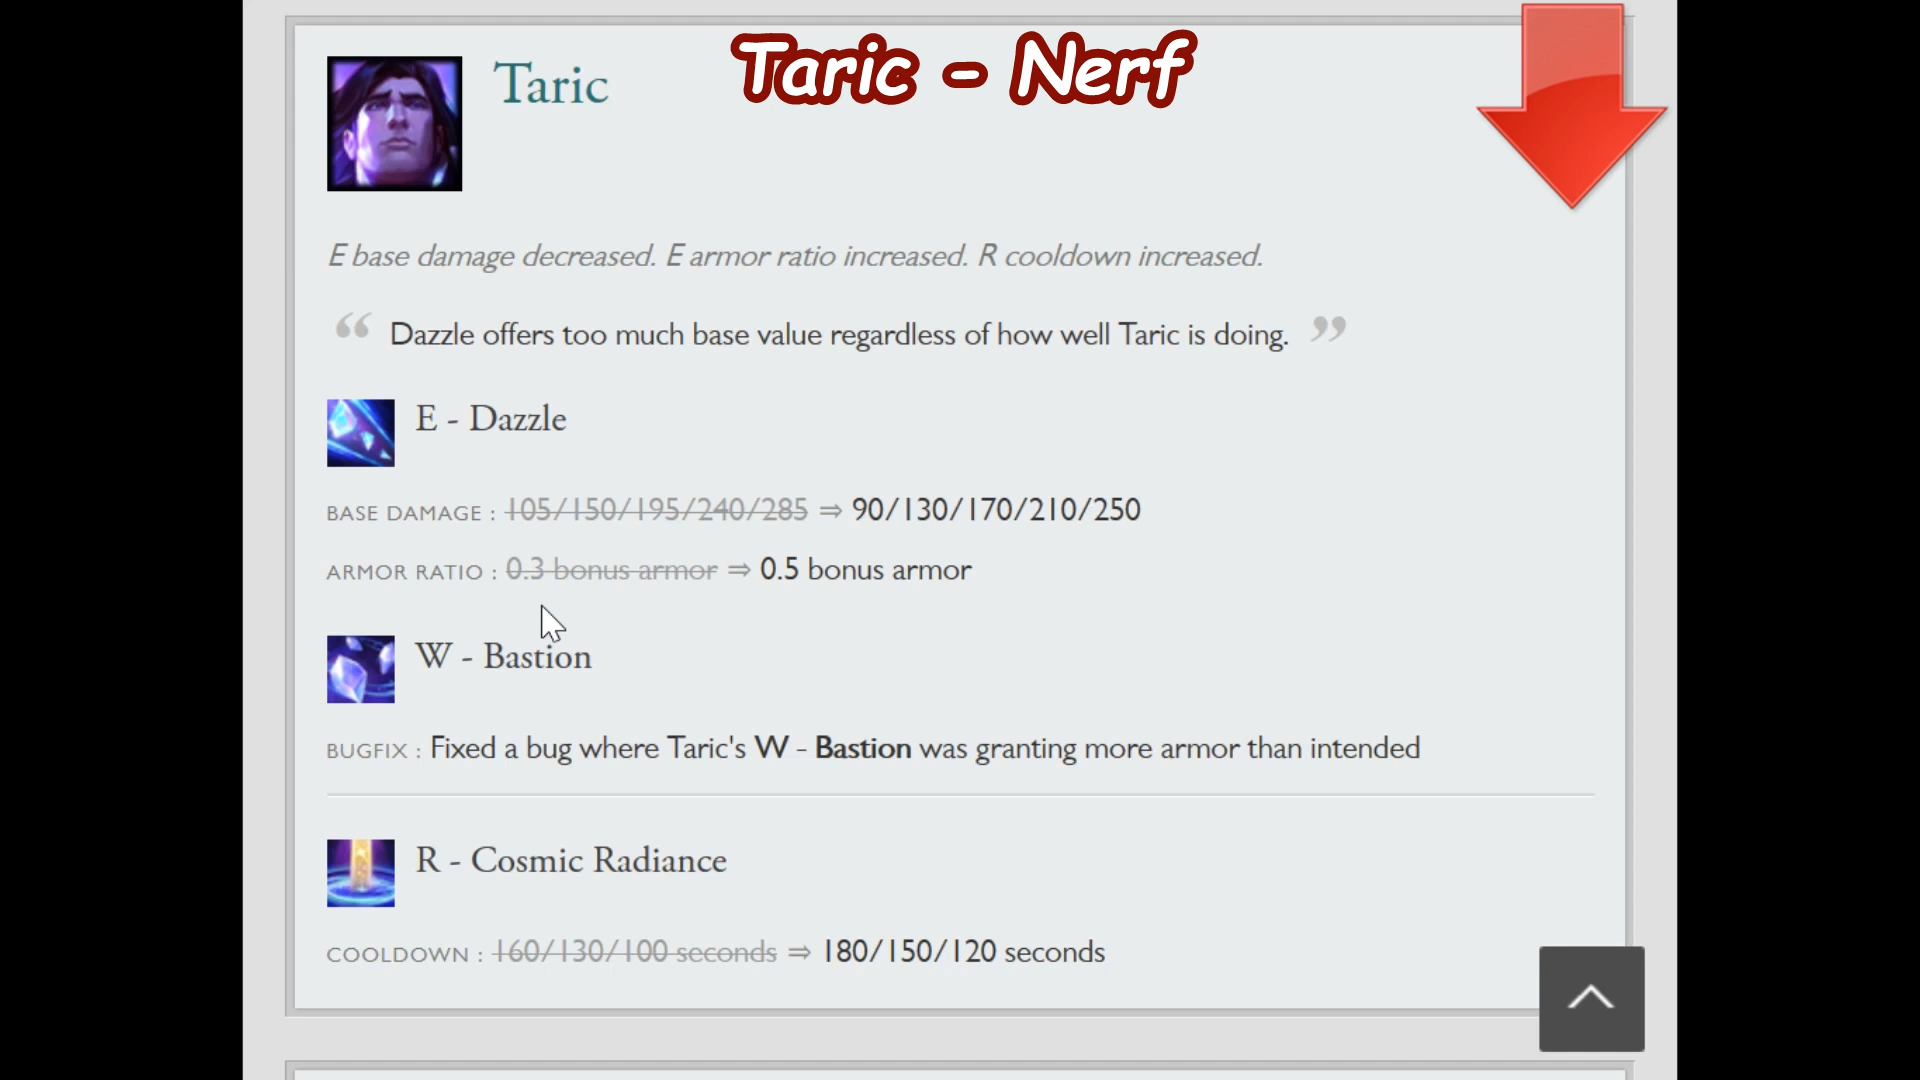 Taric - Nerf
Taric
E base damage decreased. E armor ratio increased. R cooldown increased.
“ Dazzle offers too much base value regardless of how well Taric is doing. ”
E - Dazzle
BASE DAMAGE : 105/150/195/240/285 ⇒ 90/130/170/210/250
ARMOR RATIO : 0.3 bonus armor ⇒ 0.5 bonus armor
W - Bastion
BUGFIX : Fixed a bug where Taric's W - Bastion was granting more armor than intended
R - Cosmic Radiance
COOLDOWN : 160/130/100 seconds ⇒ 180/150/120 seconds